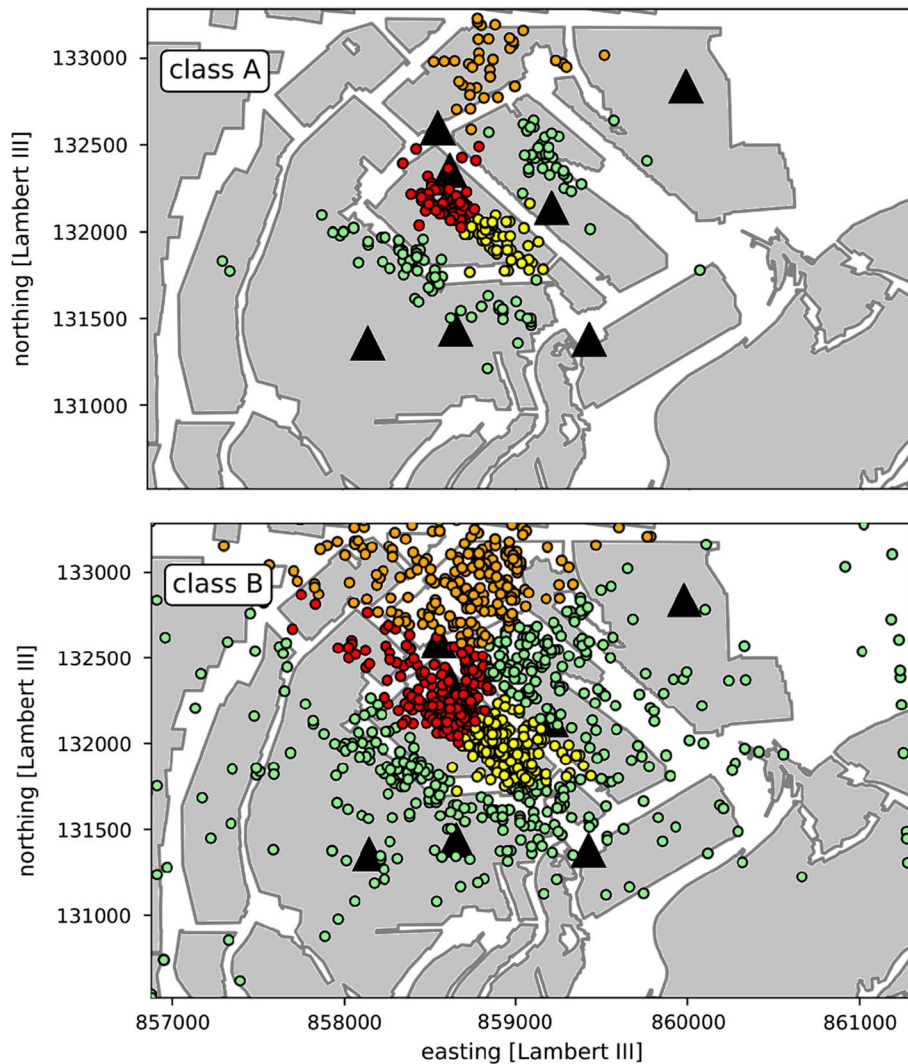 133000
class A
132500
132000
131500
131000
northing [Lambert III]
133000
class B
132500
132000
131500
131000
northing [Lambert III]
857000 858000 859000 860000 861000
easting [Lambert III]